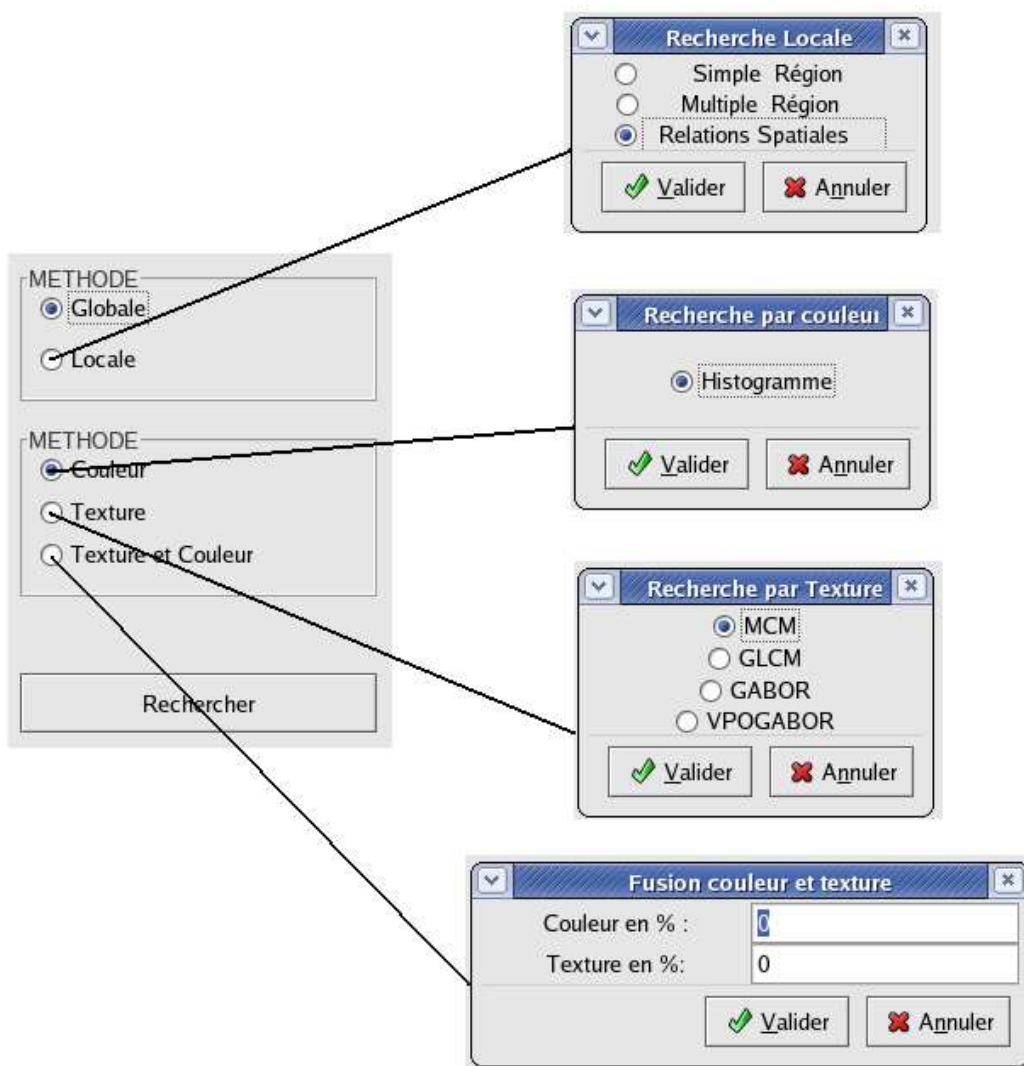 METHODE
Globale
Locale
METHODE
Couleur
Texture
Texture et Couleur
Rechercher
Recherche Locale
Simple Région
Multiple Région
Relations Spatiales
Valider Annuler
Recherche par couleur
Histogramme
Valider Annuler
Recherche par Texture
MCM
GLCM
GABOR
VPOGABOR
Valider Annuler
Fusion couleur et texture
Couleur en % : 0
Texture en %: 0
Valider Annuler